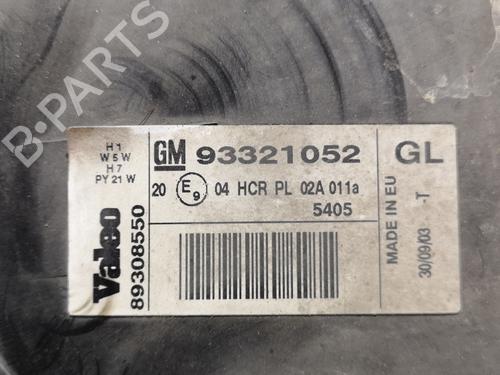 B-PARTS
H1
W5W
H7
PY 21 W
GM 93321052 GL
20 E9 04 HCR PL 02A 011a
5405
Valeo
89308550
MADE IN EU
30/09/03 -T